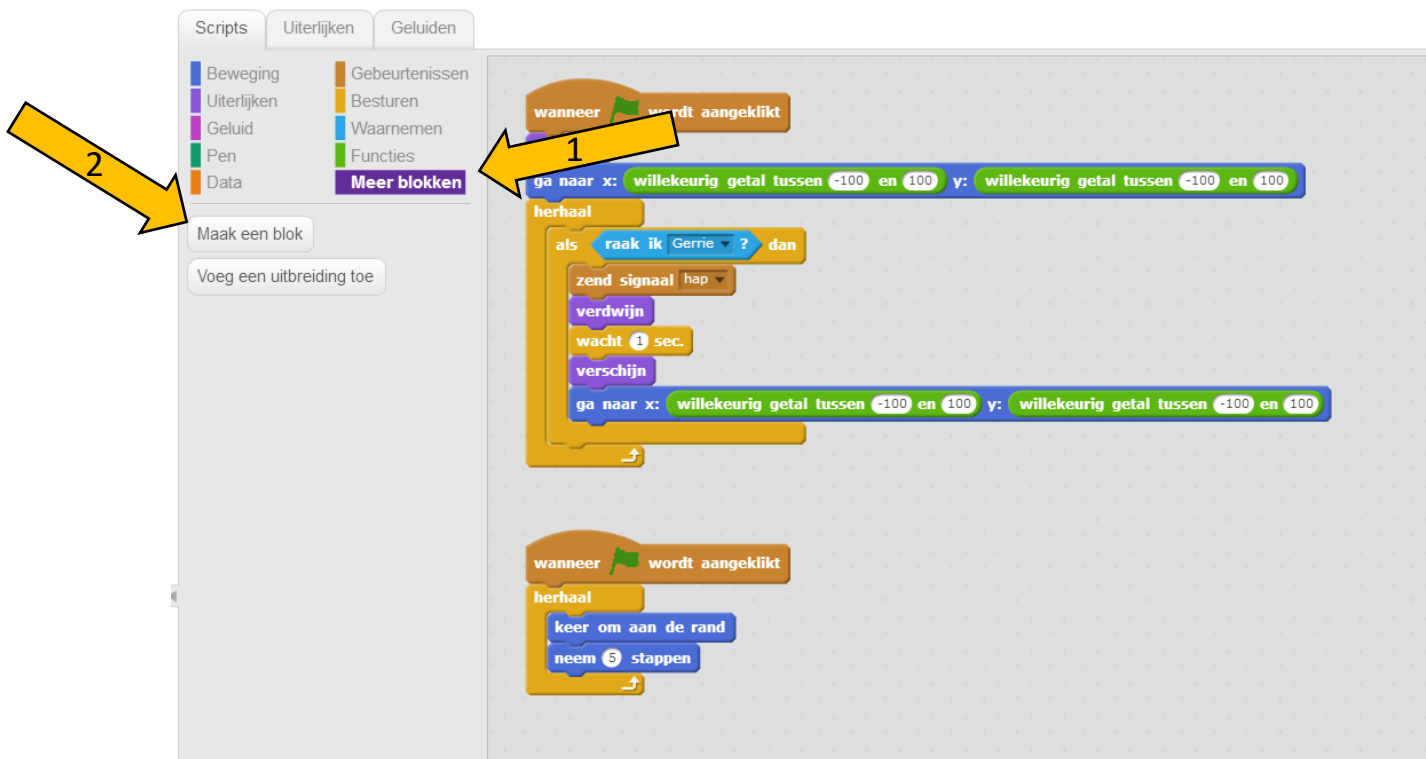 Scripts Uiterlijken Geluiden
Beweging Gebeurtenissen
Uiterlijken Besturen
Geluid Waarnemen
Pen Functies
Data Meer blokken
1
2
Maak een blok
Voeg een uitbreiding toe
wanneer wordt aangeklikt
ga naar x: willekeurig getal tussen -100 en 100 y: willekeurig getal tussen -100 en 100
herhaal
als raak ik Gerrie ? dan
zend signaal hap
verdwijn
wacht 1 sec.
verschijn
ga naar x: willekeurig getal tussen -100 en 100 y: willekeurig getal tussen -100 en 100
wanneer wordt aangeklikt
herhaal
keer om aan de rand
neem 5 stappen